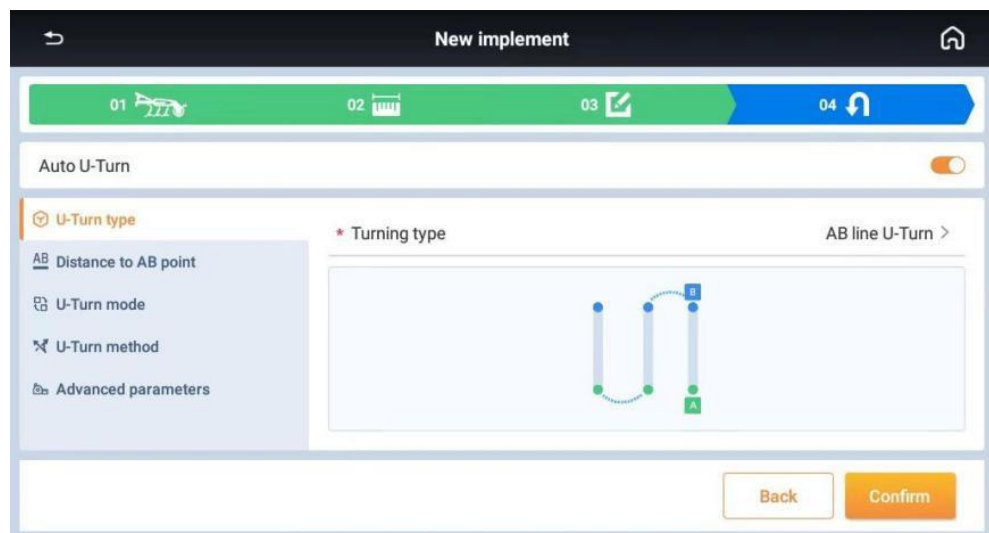 New implement
01
02
03
04
Auto U-Turn
U-Turn type
* Turning type
AB line U-Turn >
AB Distance to AB point
U-Turn mode
U-Turn method
Advanced parameters
B
A
Back
Confirm